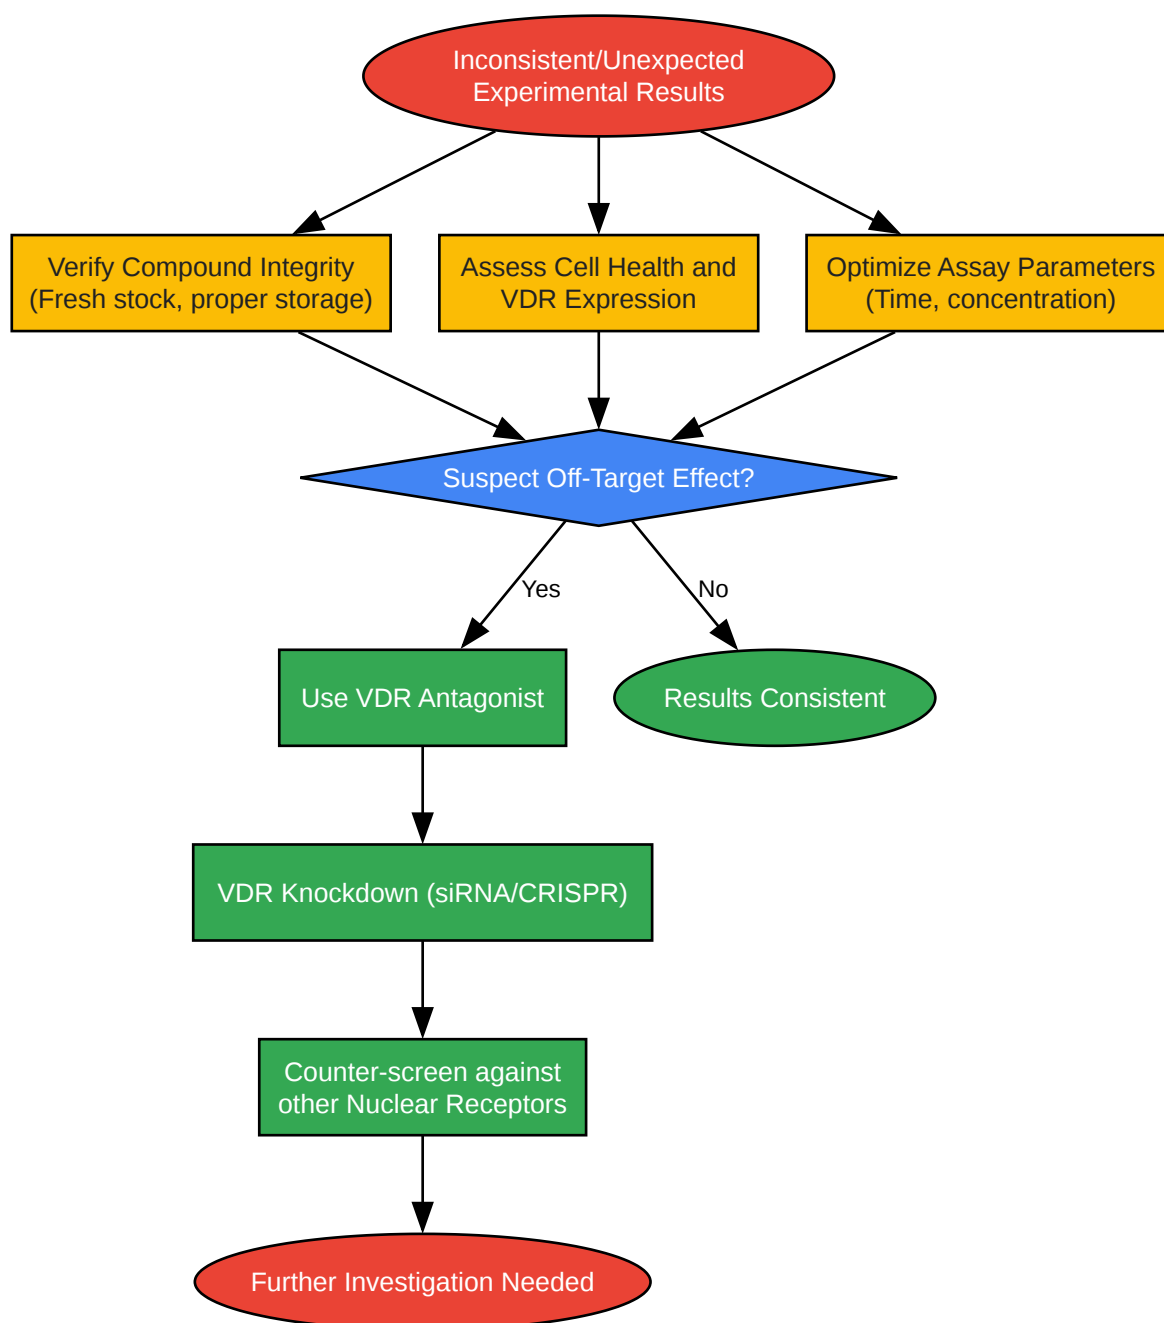 Inconsistent/Unexpected
Experimental Results
Verify Compound Integrity
(Fresh stock, proper storage)
Assess Cell Health and
VDR Expression
Optimize Assay Parameters
(Time, concentration)
Suspect Off-Target Effect?
Yes
No
Use VDR Antagonist
Results Consistent
VDR Knockdown (siRNA/CRISPR)
Counter-screen against
other Nuclear Receptors
Further Investigation Needed